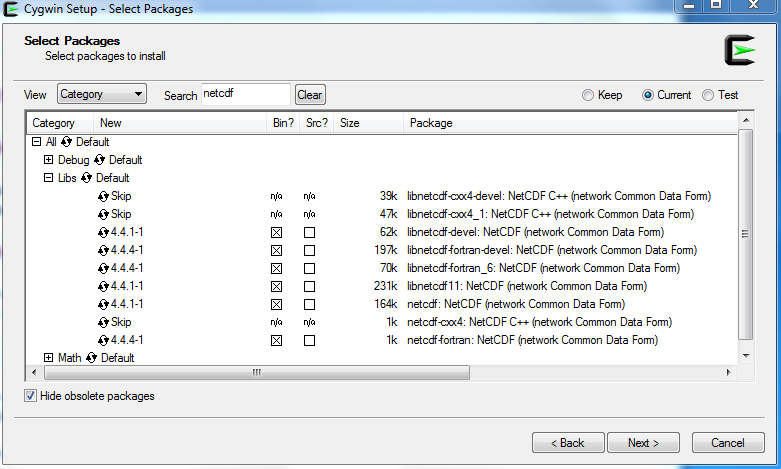 Cygwin Setup - Select Packages
Select Packages
Select packages to install
View Category Search netcdf Clear Keep Current Test
Category New Bin? Src? Size Package
All Default
Debug Default
Libs Default
Skip n/a n/a 39k libnetcdf-cxx4-devel: NetCDF C++ (network Common Data Form)
Skip n/a n/a 47k libnetcdf-cxx4_1: NetCDF C++ (network Common Data Form)
4.4.1-1 62k libnetcdf-devel: NetCDF (network Common Data Form)
4.4.4-1 197k libnetcdf-fortran-devel: NetCDF (network Common Data Form)
4.4.4-1 70k libnetcdf-fortran_6: NetCDF (network Common Data Form)
4.4.1-1 231k libnetcdf11: NetCDF (network Common Data Form)
4.4.1-1 164k netcdf: NetCDF (network Common Data Form)
Skip n/a n/a 1k netcdf-cxx4: NetCDF C++ (network Common Data Form)
4.4.4-1 1k netcdf-fortran: NetCDF (network Common Data Form)
Math Default
Hide obsolete packages
< Back Next > Cancel